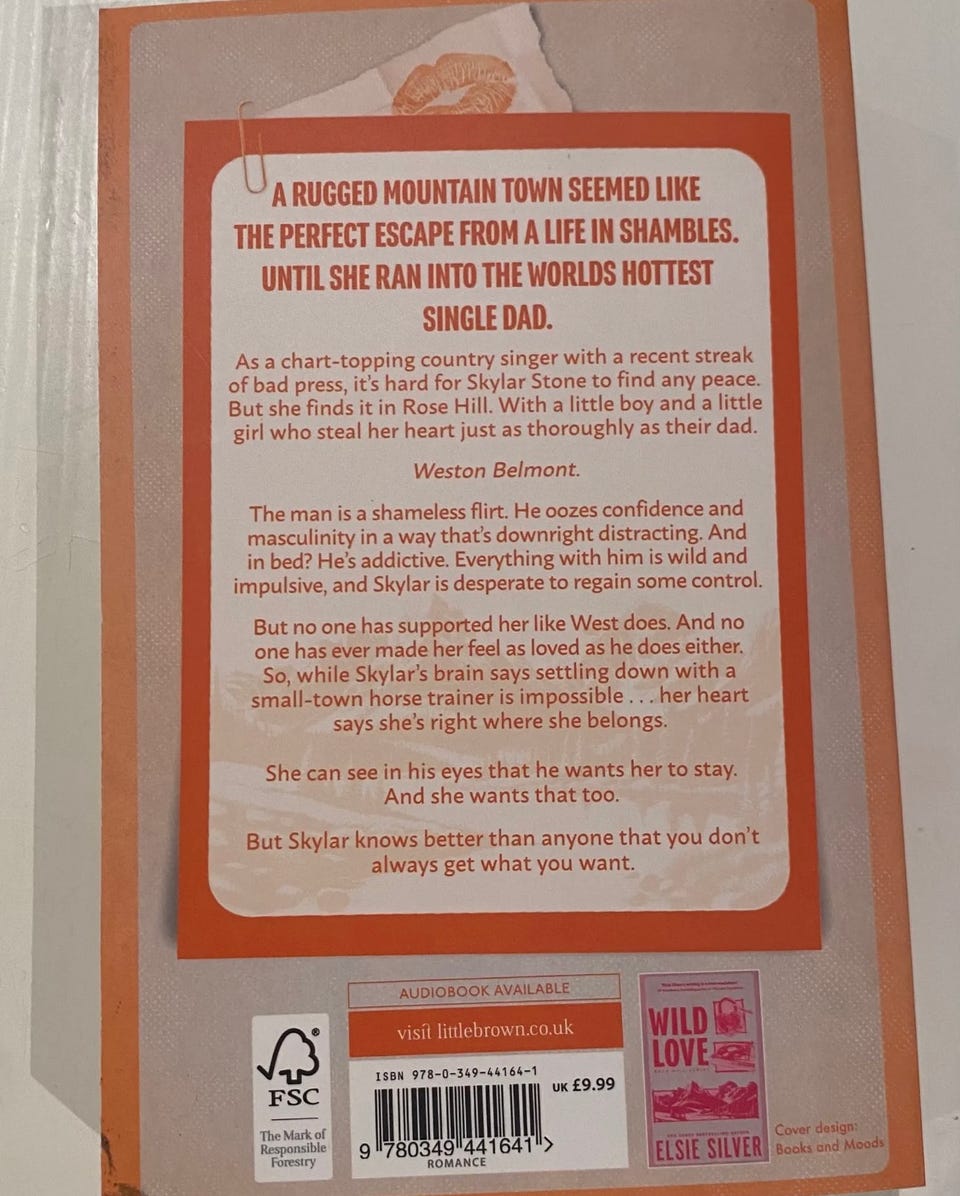 A RUGGED MOUNTAIN TOWN SEEMED LIKE
THE PERFECT ESCAPE FROM A LIFE IN SHAMBLES.
UNTIL SHE RAN INTO THE WORLDS HOTTEST
SINGLE DAD.
As a chart-topping country singer with a recent streak
of bad press, it's hard for Skylar Stone to find any peace.
But she finds it in Rose Hill. With a little boy and a little
girl who steal her heart just as thoroughly as their dad.
Weston Belmont.
The man is a shameless flirt. He oozes confidence and
masculinity in a way that's downright distracting. And
in bed? He's addictive. Everything with him is wild and
impulsive, and Skylar is desperate to regain some control.
But no one has supported her like West does. And no
one has ever made her feel as loved as he does either.
So, while Skylar's brain says settling down with a
small-town horse trainer is impossible . . . her heart
says she's right where she belongs.
She can see in his eyes that he wants her to stay.
And she wants that too.
But Skylar knows better than anyone that you don't
always get what you want.
AUDIOBOOK AVAILABLE
visit littlebrown.co.uk
ISBN 978-0-349-44164-1
UK £9.99
9 780349 441641 >
ROMANCE
FSC
The Mark of
Responsible
Forestry
WILD
LOVE
ELSIE SILVER
Cover design:
Books and Moods